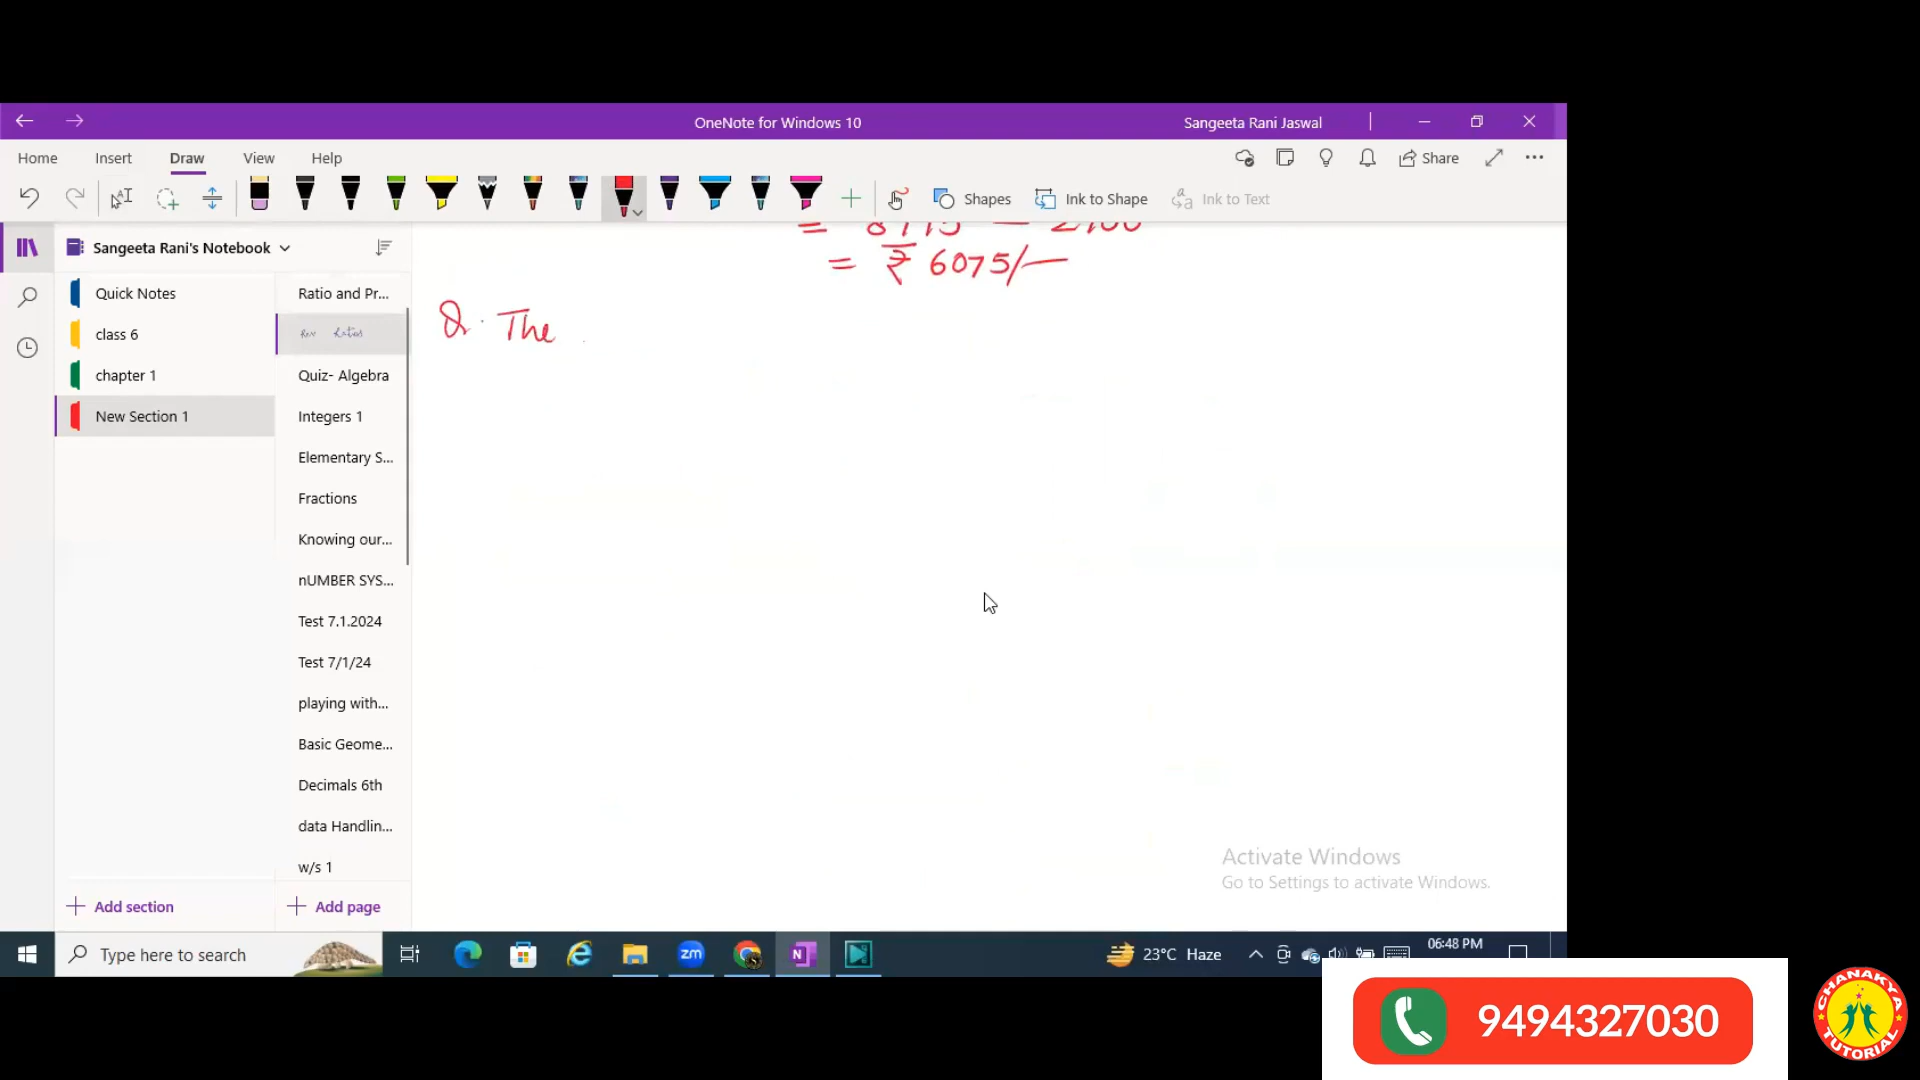 OneNote for Windows 10
Sangeeta Rani Jaswal
Home Insert Draw View Help
Share
Shapes Ink to Shape Ink to Text
Sangeeta Rani's Notebook
Quick Notes
class 6
chapter 1
New Section 1
Add section
Ratio and Pr...
Quiz- Algebra
Integers 1
Elementary S...
Fractions
Knowing our...
nUMBER SYS...
Test 7.1.2024
Test 7/1/24
playing with...
Basic Geome...
Decimals 6th
data Handlin...
w/s 1
Add page
= ₹ 6075/—
Q. The
Activate Windows
Go to Settings to activate Windows.
Type here to search
zm
N
23°C Haze
06:48 PM
9494327030
CHANAKYA
TUTORIAL